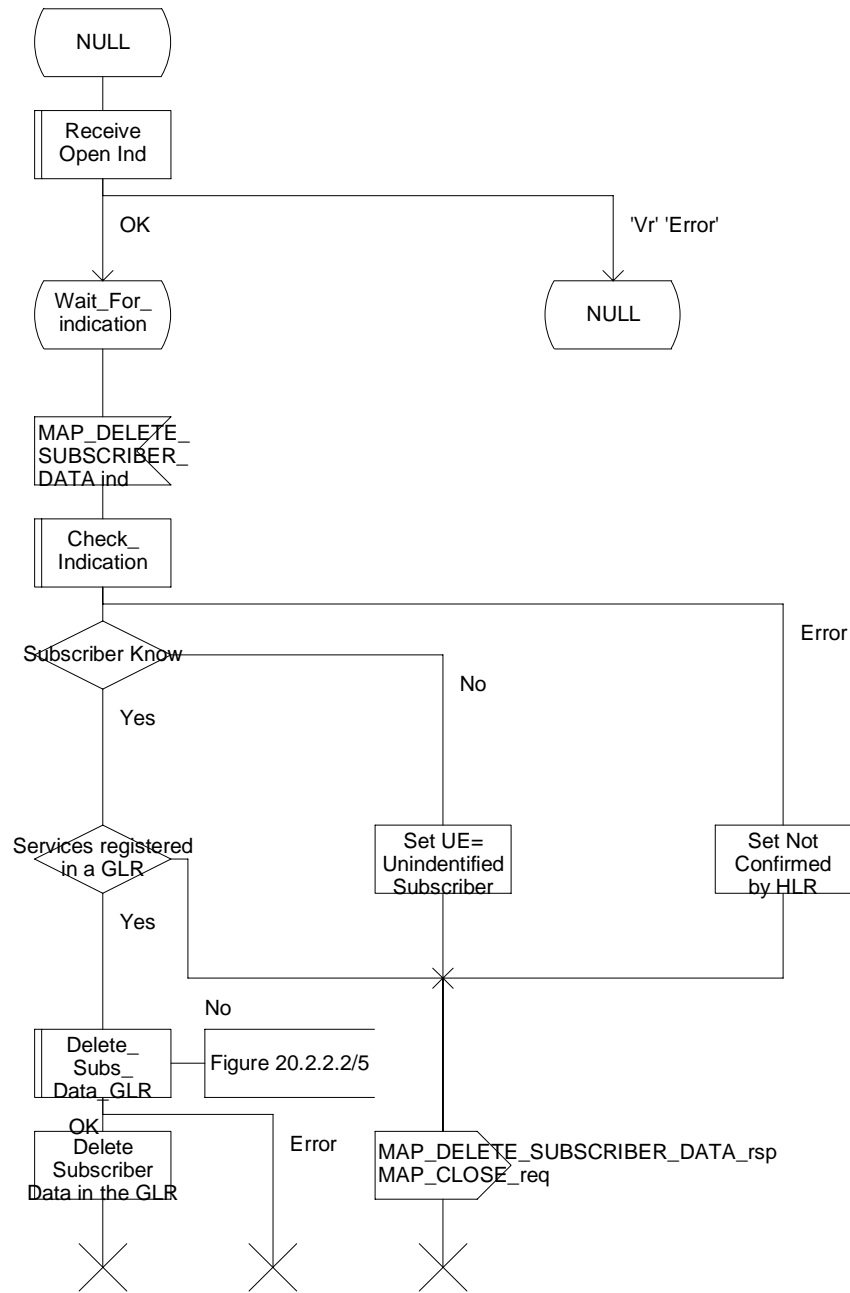 NULL
Receive
Open Ind
OK
'Vr' 'Error'
Wait_For_
indication
NULL
MAP_DELETE_
SUBSCRIBER_
DATA ind
Check_
Indication
Error
Subscriber Know
No
Yes
Services registered
in a GLR
Set UE=
Unindentified
Subscriber
Set Not
Confirmed
by HLR
Yes
No
Delete_
Subs_
Data_GLR
Figure 20.2.2.2/5
OK
Error
Delete
Subscriber
Data in the GLR
MAP_DELETE_SUBSCRIBER_DATA_rsp
MAP_CLOSE_req